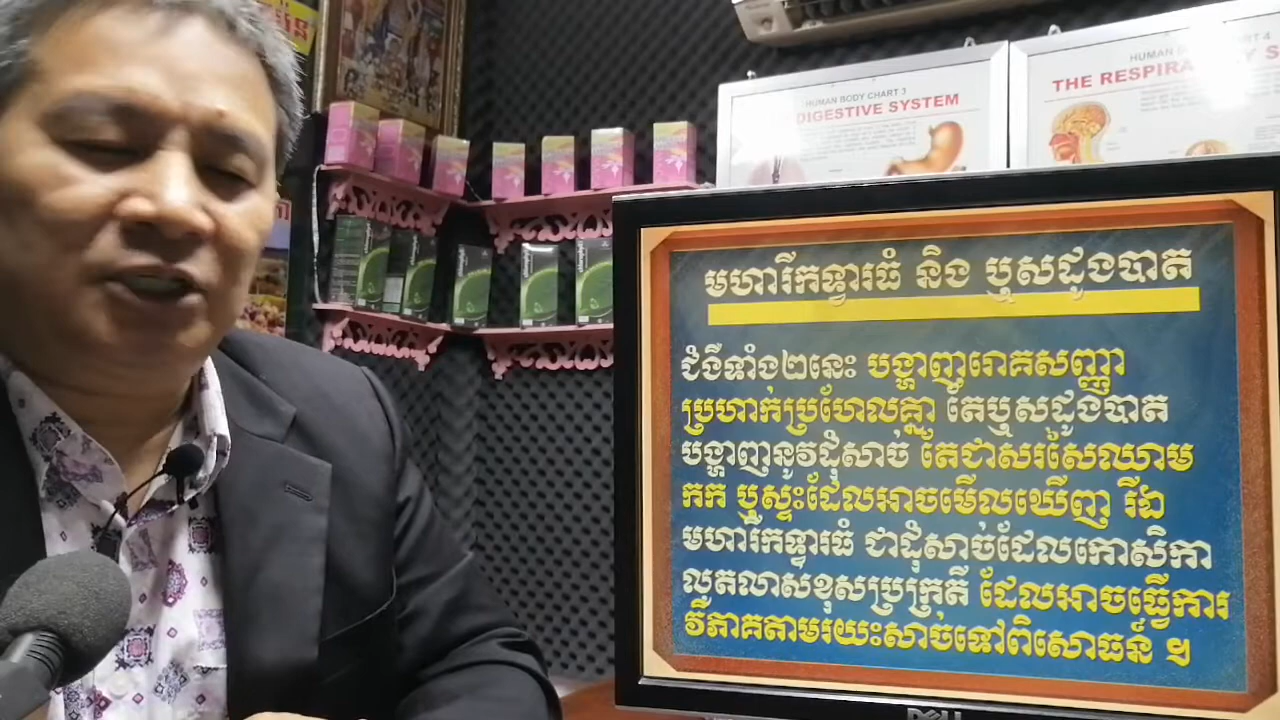 HUMAN BODY CHART 3
DIGESTIVE SYSTEM
HUMAN
CHART 4
THE RESPIRA
មហារីកទ្វារធំ និង ឬសដូងបាត
ជំងឺទាំង២នេះ បង្ហាញរោគសញ្ញា
ប្រហាក់ប្រហែលគ្នា តែឬសដូងបាត
បង្ហាញនូវដុំសាច់ តែជាសរសៃឈាម
កក ឬស្ទះដែលអាចមើលឃើញ រីឯ
មហារីកទ្វារធំ ជាដុំសាច់ដែលកោសិកា
លូតលាសខុសប្រក្រតី ដែលអាចធ្វើការ
វិភាគតាមរយះសាច់ទៅពិសោធន៍ ។